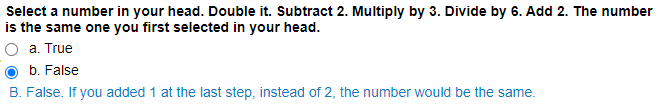 Select a number in your head. Double it. Subtract 2. Multiply by 3. Divide by 6. Add 2. The number
is the same one you first selected in your head.
a. True
b. False
B. False. If you added 1 at the last step, instead of 2, the number would be the same.